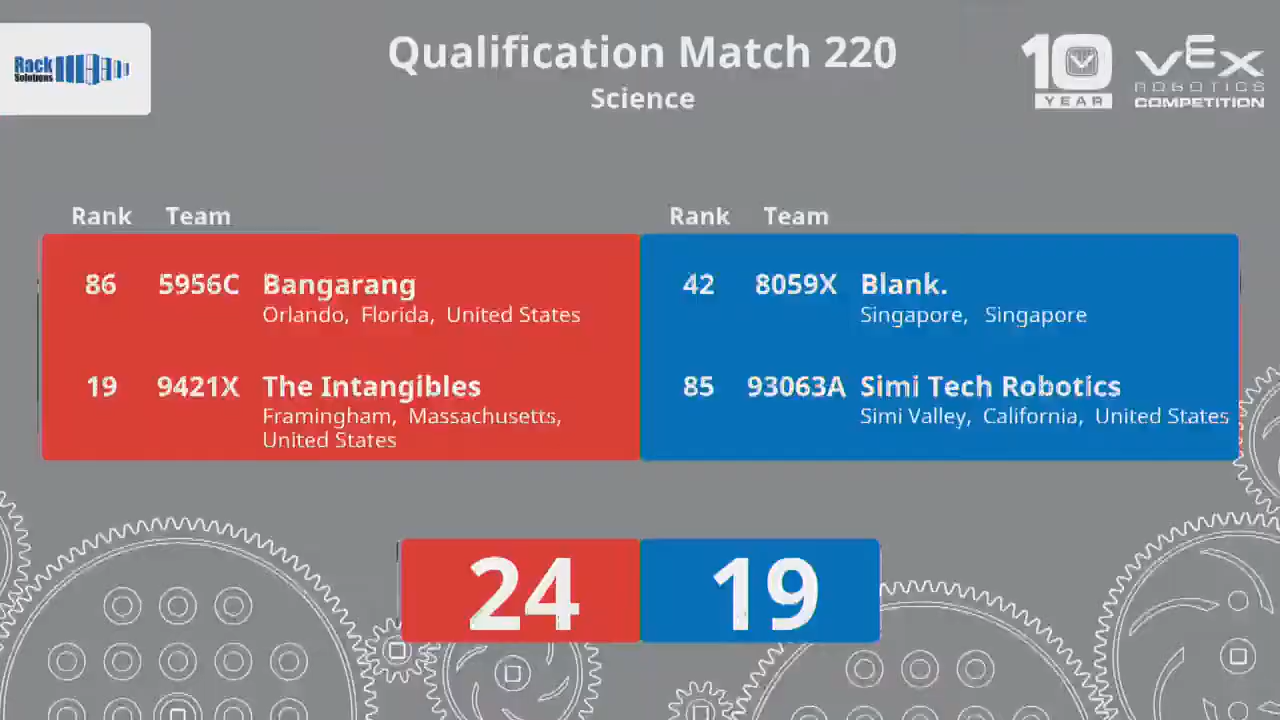 Rack
Solutions
Qualification Match 220
Science
10
YEAR
VEX
ROBOTICS
COMPETITION
Rank Team
86 5956C Bangarang
Orlando, Florida, United States
19 9421X The Intangibles
Framingham, Massachusetts,
United States
Rank Team
42 8059X Blank.
Singapore, Singapore
85 93063A Simi Tech Robotics
Simi Valley, California, United States
24 19